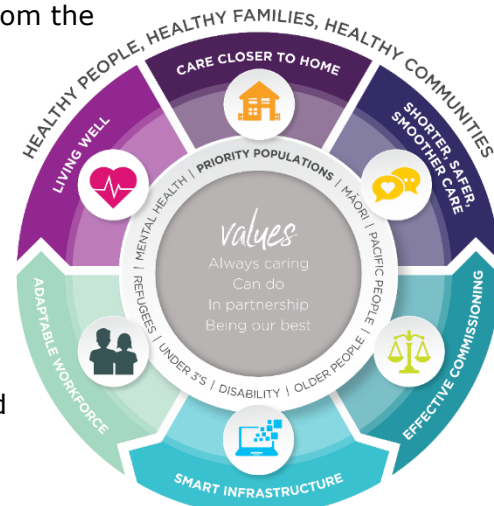 om the
HEALTHY PEOPLE, HEALTHY FAMILIES, HEALTHY COMMUNITIES
CARE CLOSER TO HOME
LIVING WELL
SHORTER, SAFER,
SMOOTHER CARE
MENTAL HEALTH | PRIORITY POPULATIONS | MĀORI | PACIFIC PEOPLE | OLDER PEOPLE | DISABILITY | UNDER 3'S | REFUGEES |
values
Always caring
Can do
In partnership
Being our best
ADAPTABLE WORKFORCE
EFFECTIVE COMMISSIONING
d
SMART INFRASTRUCTURE